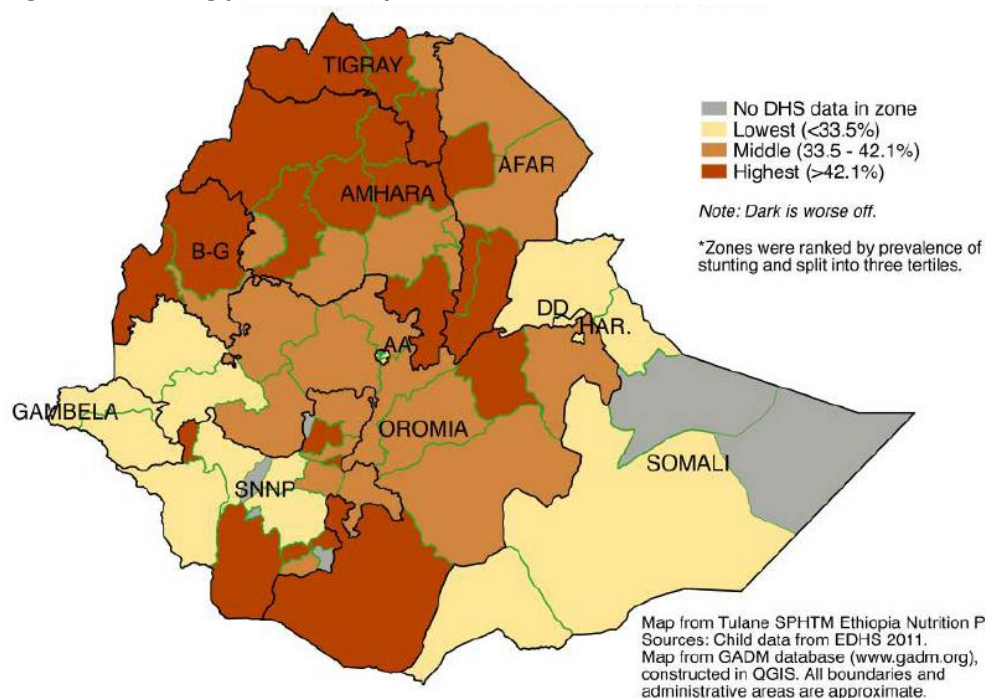 TIGRAY
AFAR
AMHARA
B-G
DD
HAR.
AA
GAMBELA
OROMIA
SOMALI
SNNP
No DHS data in zone
Lowest (<33.5%)
Middle (33.5 - 42.1%)
Highest (>42.1%)
Note: Dark is worse off.
*Zones were ranked by prevalence of
stunting and split into three tertiles.
Map from Tulane SPHTM Ethiopia Nutrition P
Sources: Child data from EDHS 2011.
Map from GADM database (www.gadm.org),
constructed in QGIS. All boundaries and
administrative areas are approximate.